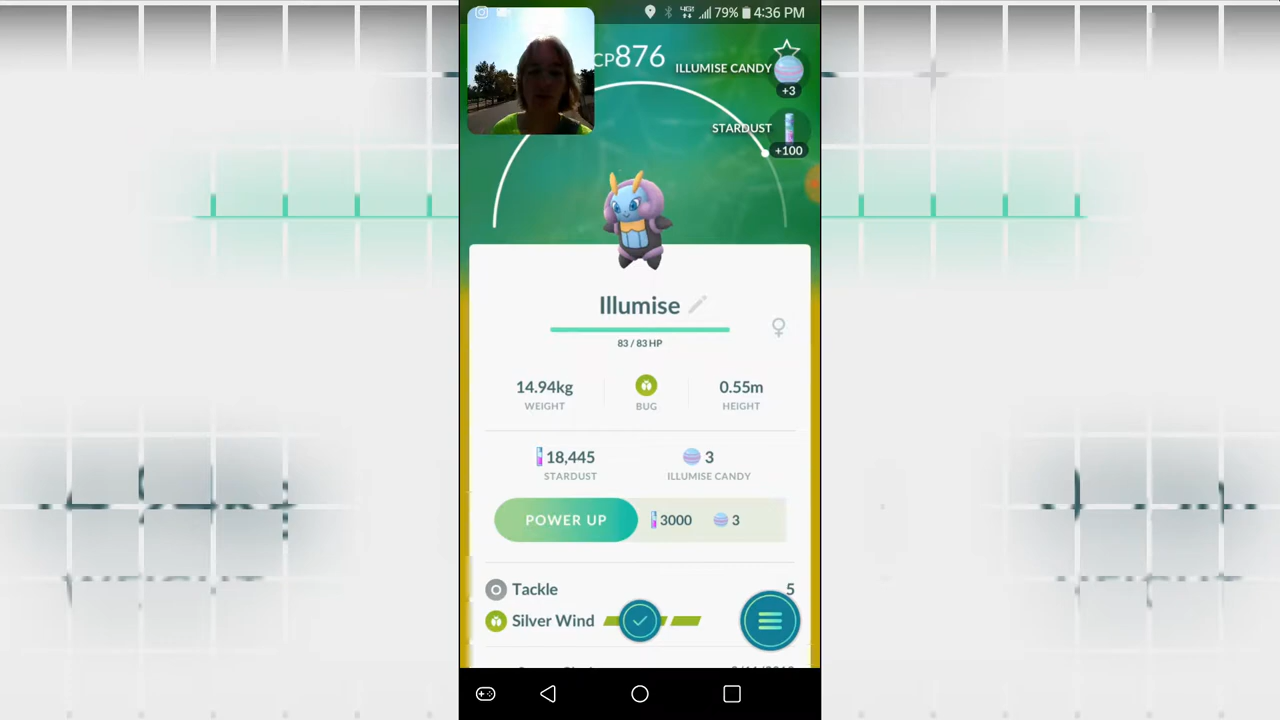 79% 4:36 PM
CP876
ILLUMISE CANDY
+3
STARDUST
+100
Illumise
83 / 83 HP
14.94kg
WEIGHT
BUG
0.55m
HEIGHT
18,445
STARDUST
3
ILLUMISE CANDY
POWER UP
3000
3
Tackle
5
Silver Wind